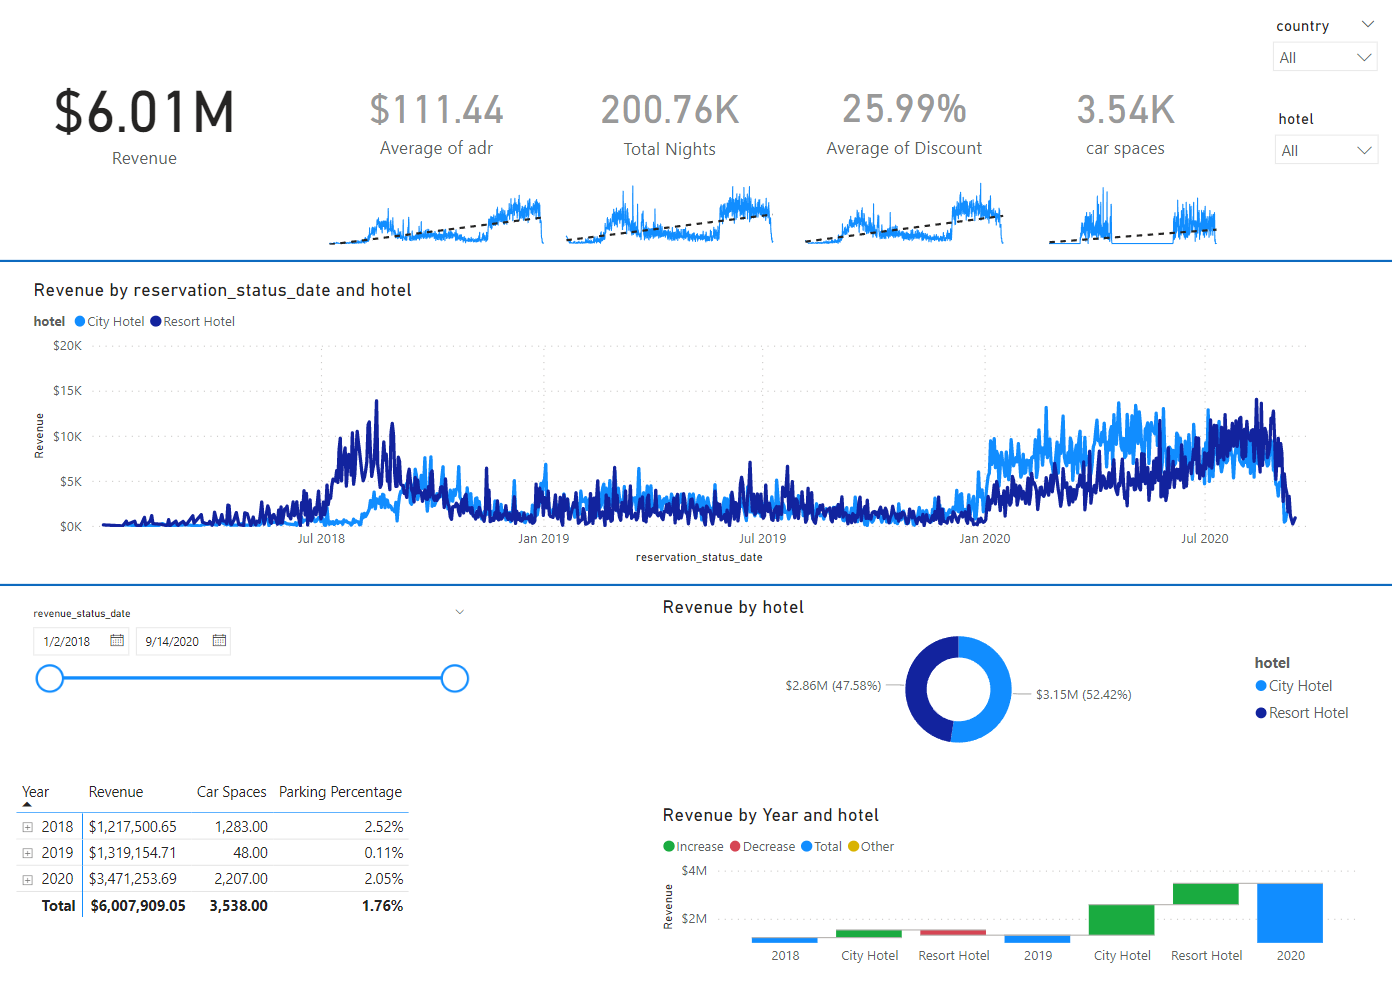 country
All
$6.01M
Revenue
$111.44
Average of adr
200.76K
Total Nights
25.99%
Average of Discount
3.54K
car spaces
hotel
All
Revenue by reservation_status_date and hotel
hotel City Hotel Resort Hotel
$20K
$15K
$10K
$5K
$0K
Revenue
Jul 2018 Jan 2019 Jul 2019 Jan 2020 Jul 2020
reservation_status_date
revenue_status_date
1/2/2018 9/14/2020
Revenue by hotel
$2.86M (47.58%)
$3.15M (52.42%)
hotel
City Hotel
Resort Hotel
Year Revenue Car Spaces Parking Percentage
2018 $1,217,500.65 1,283.00 2.52%
2019 $1,319,154.71 48.00 0.11%
2020 $3,471,253.69 2,207.00 2.05%
Total $6,007,909.05 3,538.00 1.76%
Revenue by Year and hotel
Increase Decrease Total Other
$4M
$2M
Revenue
2018 City Hotel Resort Hotel 2019 City Hotel Resort Hotel 2020